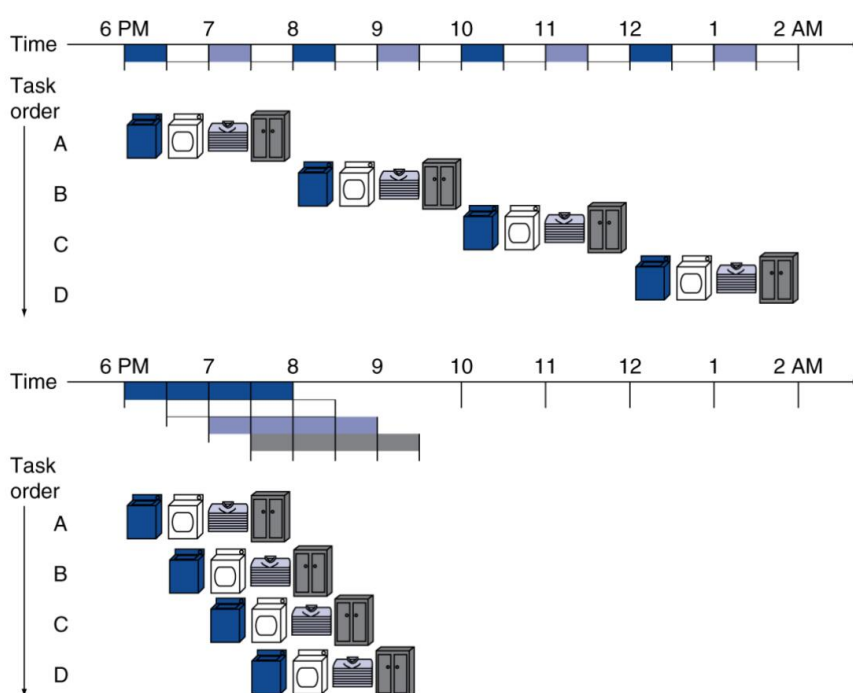 6 PM 7 8 9 10 11 12 1 2 AM
Time
Task
order
A
B
C
D
6 PM 7 8 9 10 11 12 1 2 AM
Time
Task
order
A
B
C
D